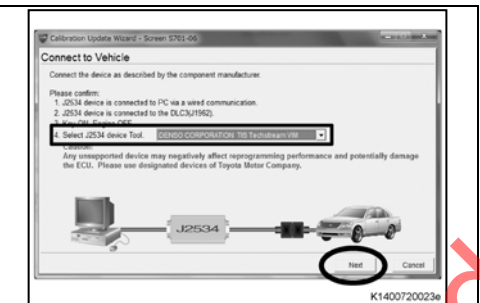 Calibration Update Wizard - Screen S701-06
Connect to Vehicle
Connect the device as described by the component manufacturer.
Please confirm:
1. J2534 device is connected to PC via a wired communication.
2. J2534 device is connected to the DLC3(J1962).
3. Key ON, Engine OFF
4. Select J2534 device Tool. DENSO CORPORATION TIS Techstream VIM
Caution:
Any unsupported device may negatively affect reprogramming performance and potentially damage
the ECU. Please use designated devices of Toyota Motor Company.
J2534
Next Cancel
K1400720023e